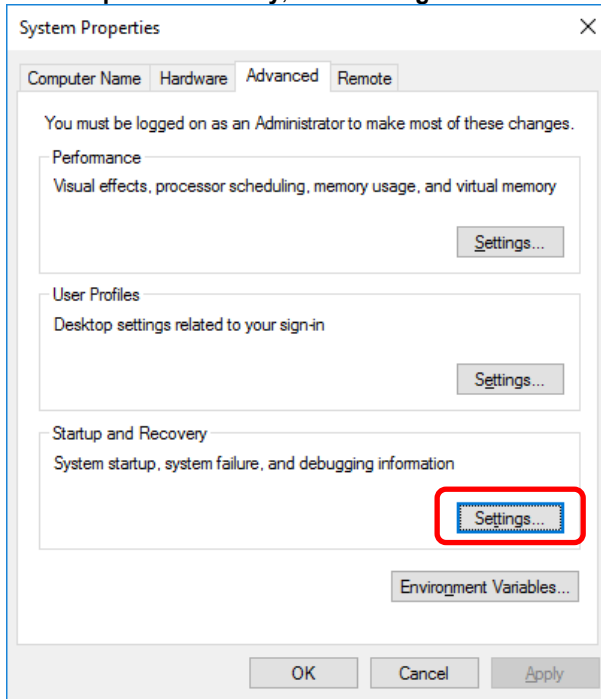 System Properties
Computer Name Hardware Advanced Remote
You must be logged on as an Administrator to make most of these changes.
Performance
Visual effects, processor scheduling, memory usage, and virtual memory
Settings...
User Profiles
Desktop settings related to your sign-in
Settings...
Startup and Recovery
System startup, system failure, and debugging information
Settings...
Environment Variables...
OK Cancel Apply